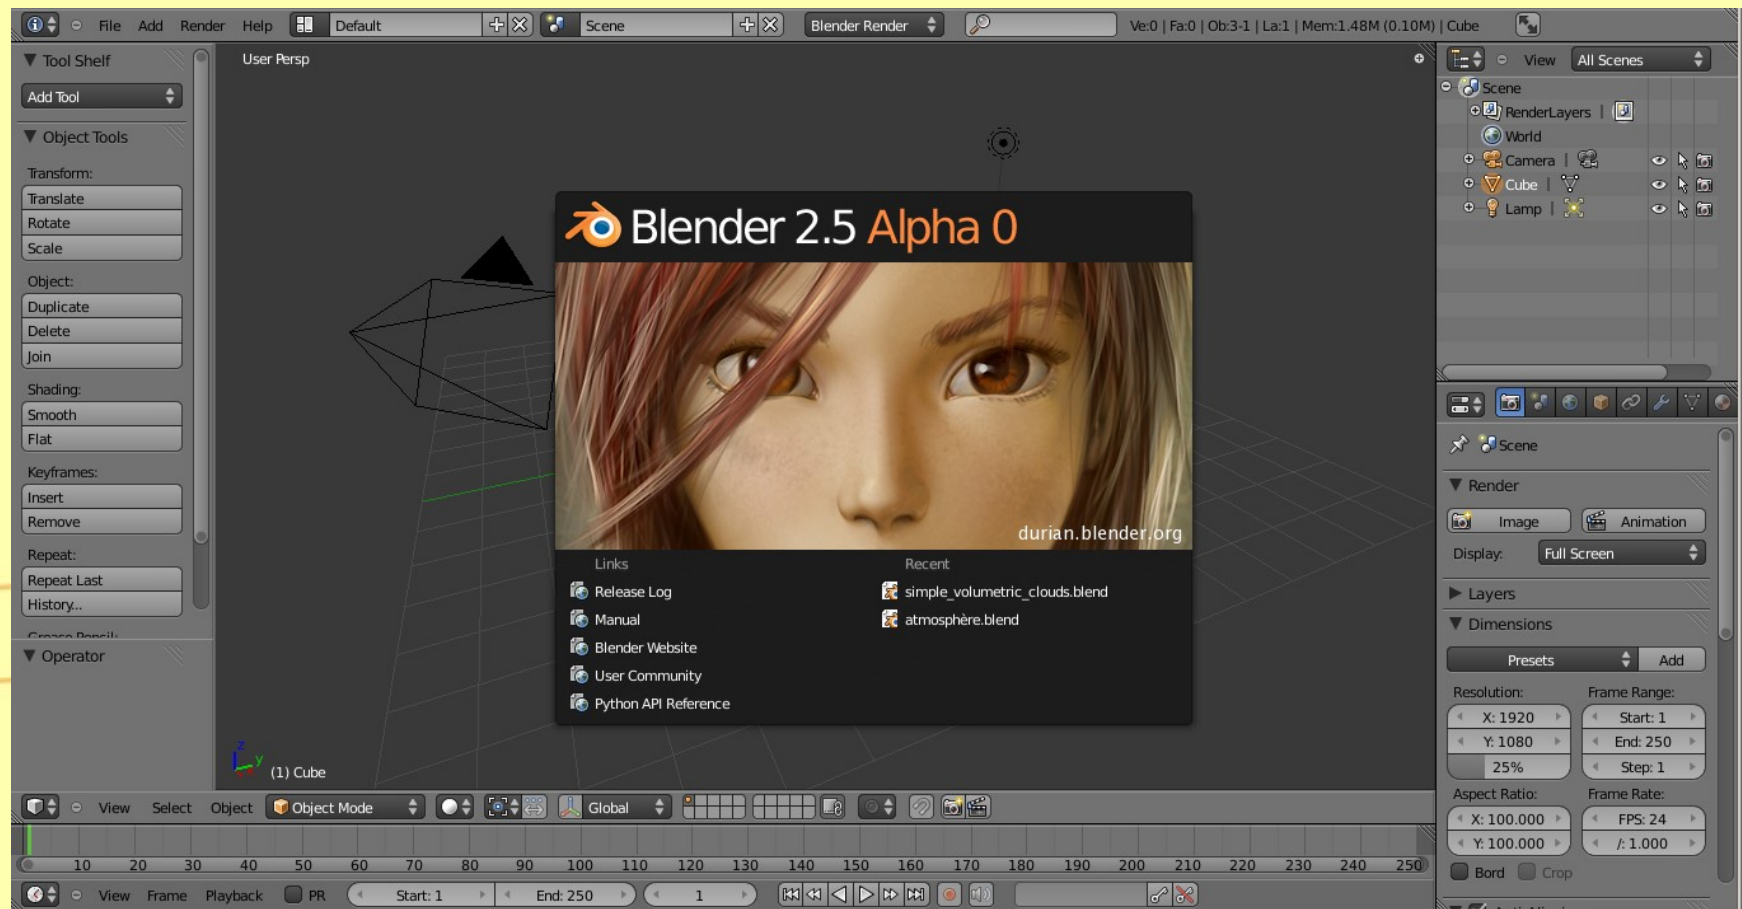 File Add Render Help Default Scene Blender Render Ve:0 | Fa:0 | Ob:3-1 | La:1 | Mem:1.48M (0.10M) | Cube
Tool Shelf
Add Tool
Object Tools
Transform:
Translate
Rotate
Scale
Object:
Duplicate
Delete
Join
Shading:
Smooth
Flat
Keyframes:
Insert
Remove
Repeat:
Repeat Last
History...
Grease Pencil:
Operator
User Persp
Blender 2.5 Alpha 0
durian.blender.org
Links
Release Log
Manual
Blender Website
User Community
Python API Reference
Recent
simple_volumetric_clouds.blend
atmosphère.blend
z
y
(1) Cube
View All Scenes
Scene
RenderLayers |
World
Camera |
Cube |
Lamp |
Scene
Render
Image Animation
Display: Full Screen
Layers
Dimensions
Presets Add
Resolution: Frame Range:
X: 1920 Start: 1
Y: 1080 End: 250
25% Step: 1
Aspect Ratio: Frame Rate:
X: 100.000 FPS: 24
Y: 100.000 /: 1.000
Bord Crop
View Select Object Object Mode Global
10 20 30 40 50 60 70 80 90 100 110 120 130 140 150 160 170 180 190 200 210 220 230 240 250
View Frame Playback PR Start: 1 End: 250 1